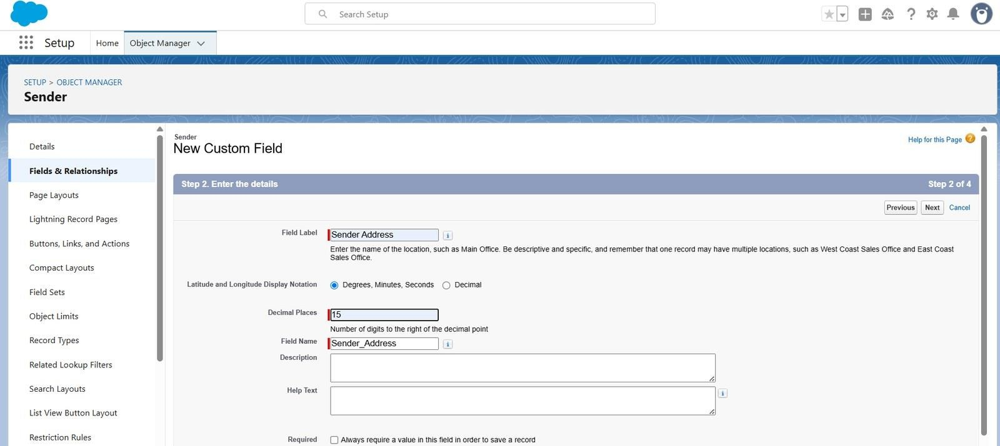 Search Setup
Setup
Home
Object Manager
SETUP > OBJECT MANAGER
Sender
Details
Fields & Relationships
Page Layouts
Lightning Record Pages
Buttons, Links, and Actions
Compact Layouts
Field Sets
Object Limits
Record Types
Related Lookup Filters
Search Layouts
List View Button Layout
Restriction Rules
Sender
New Custom Field
Help for this Page ?
Step 2. Enter the details
Step 2 of 4
Previous
Next
Cancel
Field Label
Sender Address
i
Enter the name of the location, such as Main Office. Be descriptive and specific, and remember that one record may have multiple locations, such as West Coast Sales Office and East Coast
Sales Office.
Latitude and Longitude Display Notation
Degrees, Minutes, Seconds
Decimal
Decimal Places
15
Number of digits to the right of the decimal point
Field Name
Sender_Address
i
Description
Help Text
i
Required
Always require a value in this field in order to save a record